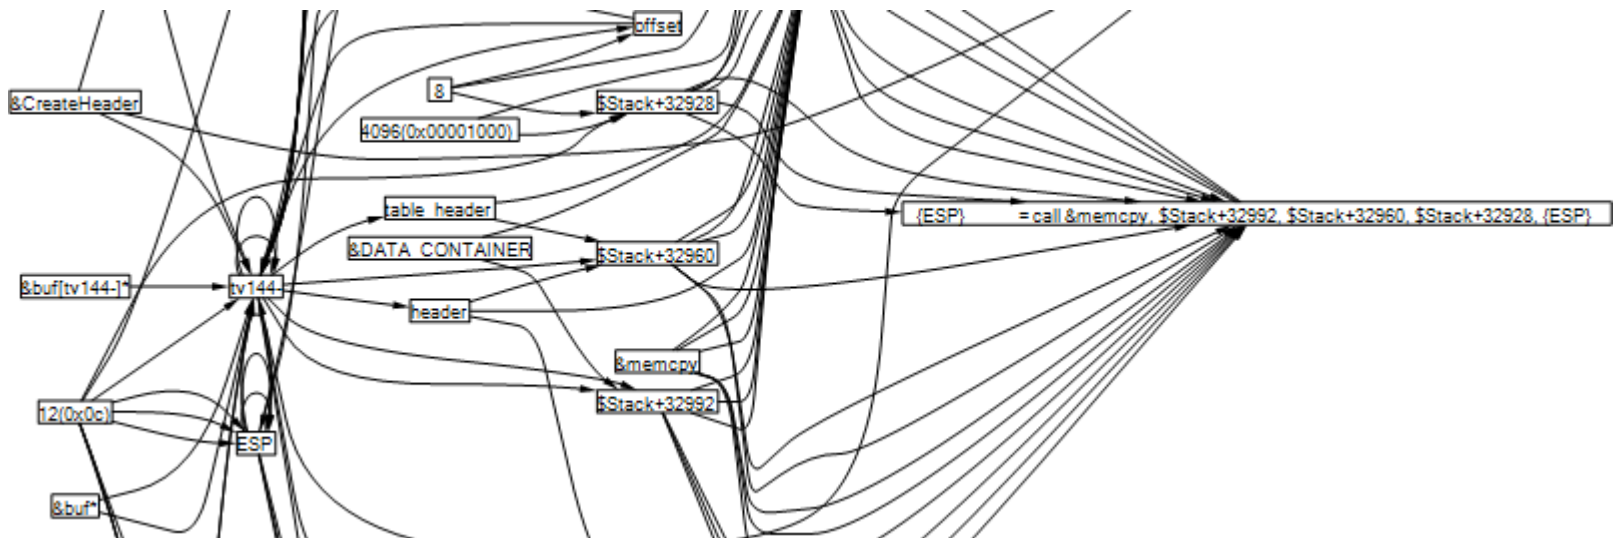 offset
8
&CreateHeader
$Stack+32928
4096(0x00001000)
table_header
{ESP} = call &memcpy, $Stack+32992, $Stack+32960, $Stack+32928, {ESP}
&DATA_CONTAINER
$Stack+32960
&buf[tv144-]*
tv144-
header
&memcpy
$Stack+32992
12(0x0c)
ESP
&buf*